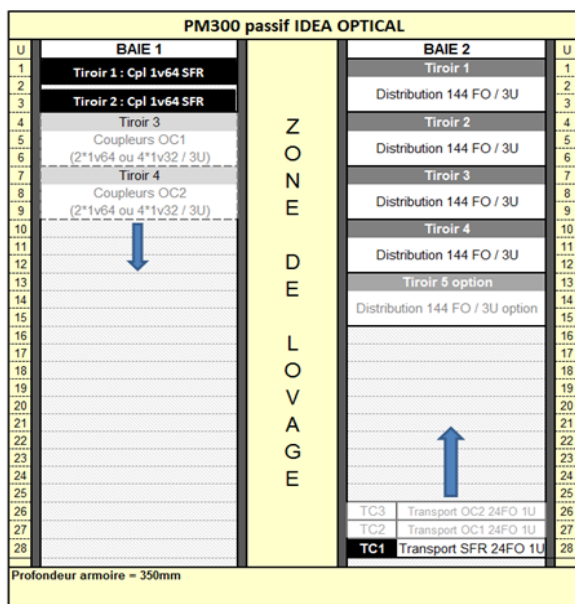 PM300 passif IDEA OPTICAL
U
BAIE 1
BAIE 2
U
1
2
3
4
5
6
7
8
9
10
11
12
13
14
15
16
17
18
19
20
21
22
23
24
25
26
27
28
Tiroir 1 : Cpl 1v64 SFR
Tiroir 2 : Cpl 1v64 SFR
Tiroir 3
Coupleurs OC1
(2*1v64 ou 4*1v32 / 3U)
Tiroir 4
Coupleurs OC2
(2*1v64 ou 4*1v32 / 3U)
Z
O
N
E
D
E
L
O
V
A
G
E
Tiroir 1
Distribution 144 FO / 3U
Tiroir 2
Distribution 144 FO / 3U
Tiroir 3
Distribution 144 FO / 3U
Tiroir 4
Distribution 144 FO / 3U
Tiroir 5 option
Distribution 144 FO / 3U option
TC3 Transport OC2 24FO 1U
TC2 Transport OC1 24FO 1U
TC1 Transport SFR 24FO 1U
1
2
3
4
5
6
7
8
9
10
11
12
13
14
15
16
17
18
19
20
21
22
23
24
25
26
27
28
Profondeur armoire = 350mm